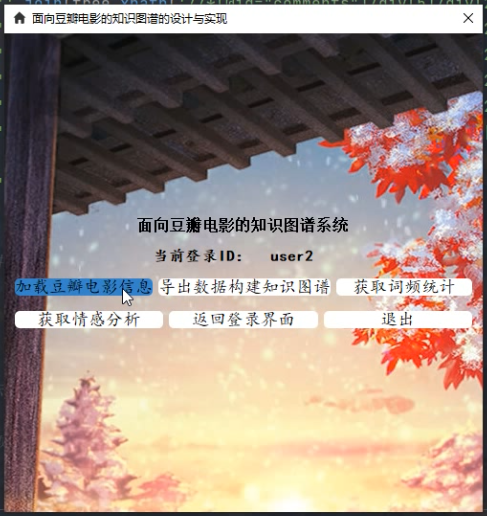 面向豆瓣电影的知识图谱的设计与实现
面向豆瓣电影的知识图谱系统
当前登录ID： user2
加载豆瓣电影信息 导出数据构建知识图谱 获取词频统计
获取情感分析 返回登录界面 退出